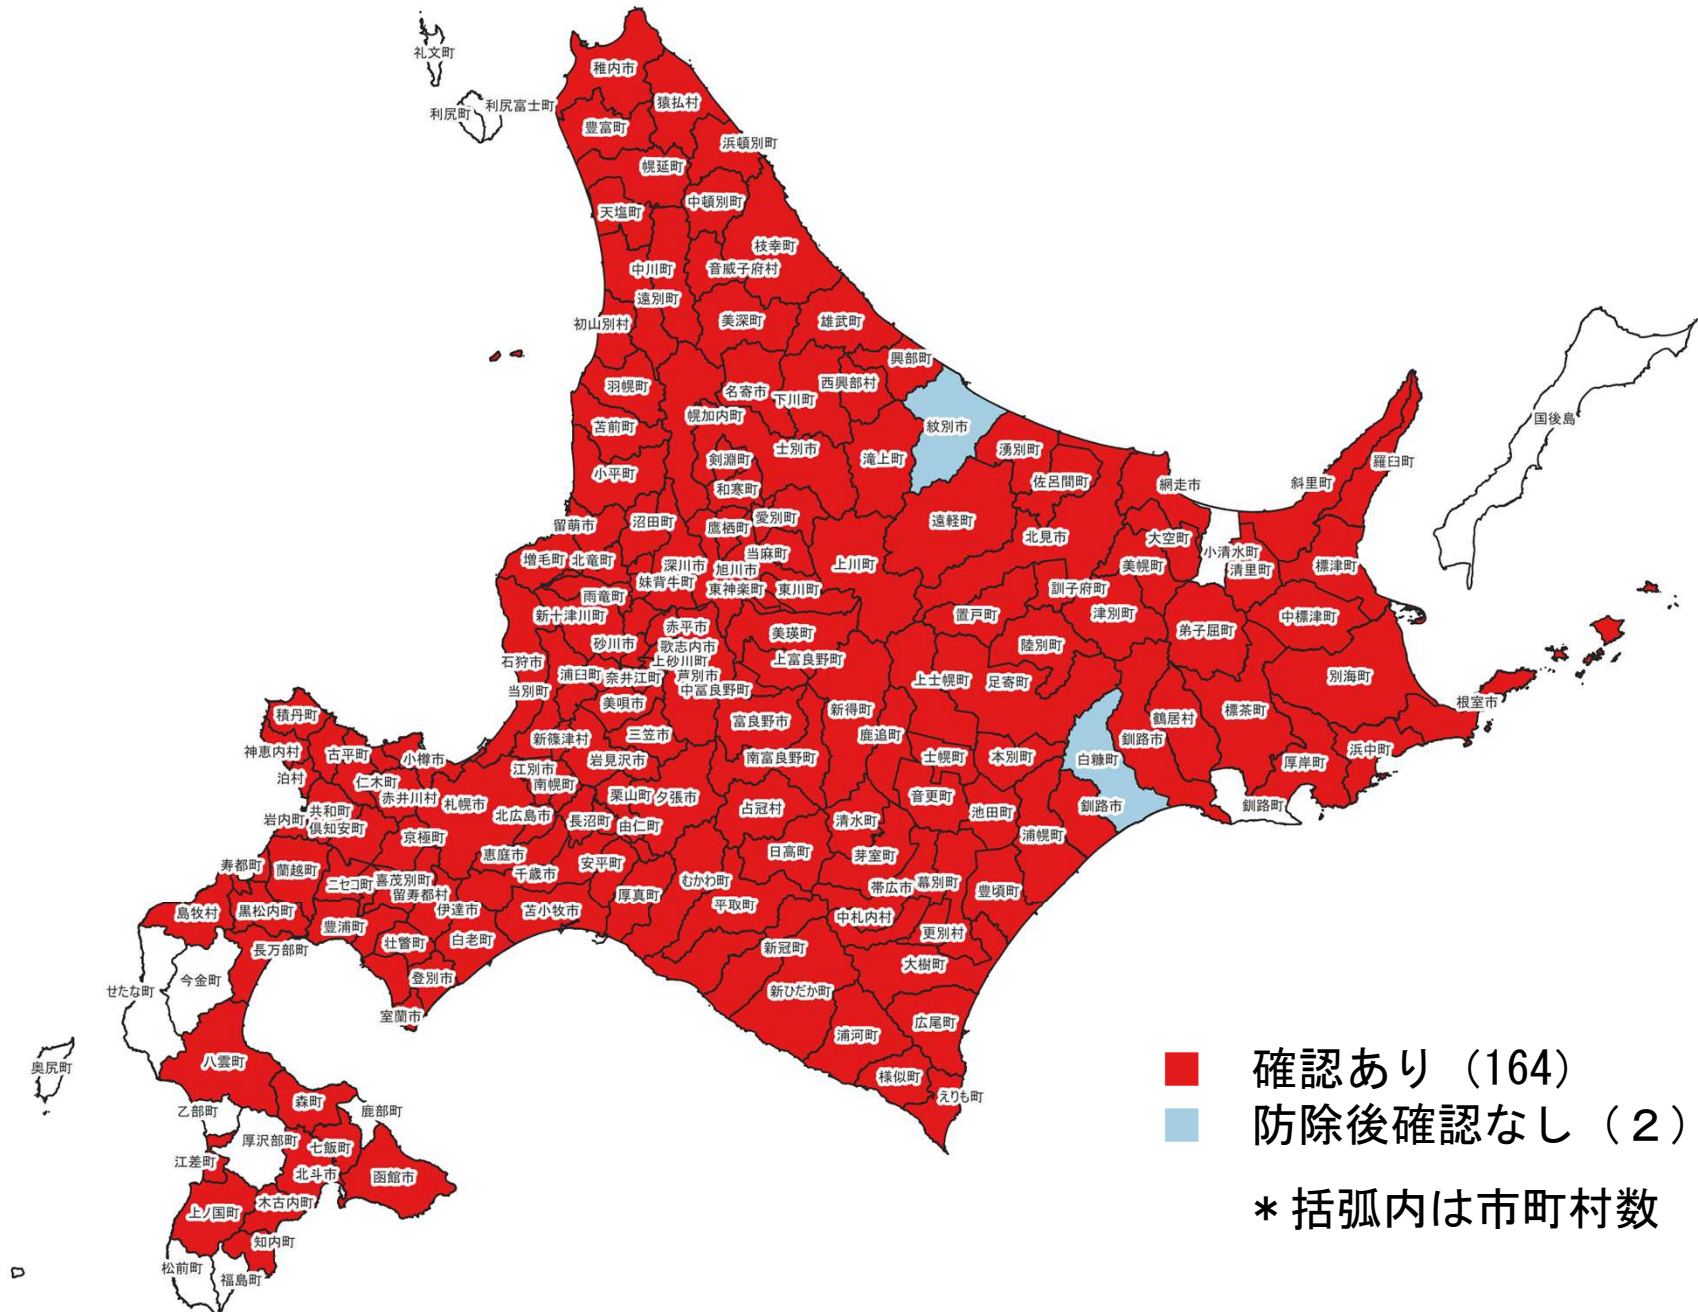 礼文町
稚内市
利尻町
利尻富士町
猿払村
豊富町
浜頓別町
幌延町
中頓別町
天塩町
枝幸町
中川町
音威子府村
遠別町
初山別村
美深町
雄武町
興部町
羽幌町
名寄市
西興部村
下川町
幌加内町
国後島
苫前町
紋別市
士別市
湧別町
滝上町
剣淵町
羅臼町
小平町
佐呂間町
斜里町
網走市
和寒町
留萌市
沼田町
鷹栖町
愛別町
遠軽町
北見市
大空町
増毛町
北竜町
当麻町
小清水町
深川市
旭川市
上川町
美幌町
清里町
標津町
妹背牛町
東神楽町
東川町
訓子府町
雨竜町
新十津川町
置戸町
津別町
中標津町
赤平市
美瑛町
弟子屈町
砂川市
歌志内市
陸別町
石狩市
上砂川町
上富良野町
浦臼町
奈井江町
芦別市
上士幌町
足寄町
別海町
当別町
中富良野町
美唄市
根室市
積丹町
富良野市
新得町
標茶町
鶴居村
三笠市
鹿追町
新篠津村
釧路市
神恵内村
古平町
小樽市
岩見沢市
南富良野町
士幌町
本別町
白糠町
浜中町
厚岸町
泊村
仁木町
江別市
南幌町
赤井川村
札幌市
栗山町
夕張市
占冠村
音更町
釧路市
釧路町
共和町
岩内町
倶知安町
北広島市
長沼町
由仁町
清水町
池田町
京極町
浦幌町
恵庭市
日高町
芽室町
寿都町
蘭越町
安平町
ニセコ町
喜茂別町
千歳市
むかわ町
留寿都村
厚真町
帯広市
幕別町
豊頃町
島牧村
黒松内町
伊達市
苫小牧市
平取町
中札内村
豊浦町
更別村
長万部町
壮瞥町
白老町
新冠町
大樹町
今金町
登別市
せたな町
新ひだか町
室蘭市
広尾町
浦河町
八雲町
奥尻町
様似町
えりも町
森町
乙部町
鹿部町
厚沢部町
七飯町
江差町
北斗市
函館市
木古内町
上ノ国町
知内町
松前町
福島町
確認あり（164）
防除後確認なし（２）
＊括弧内は市町村数